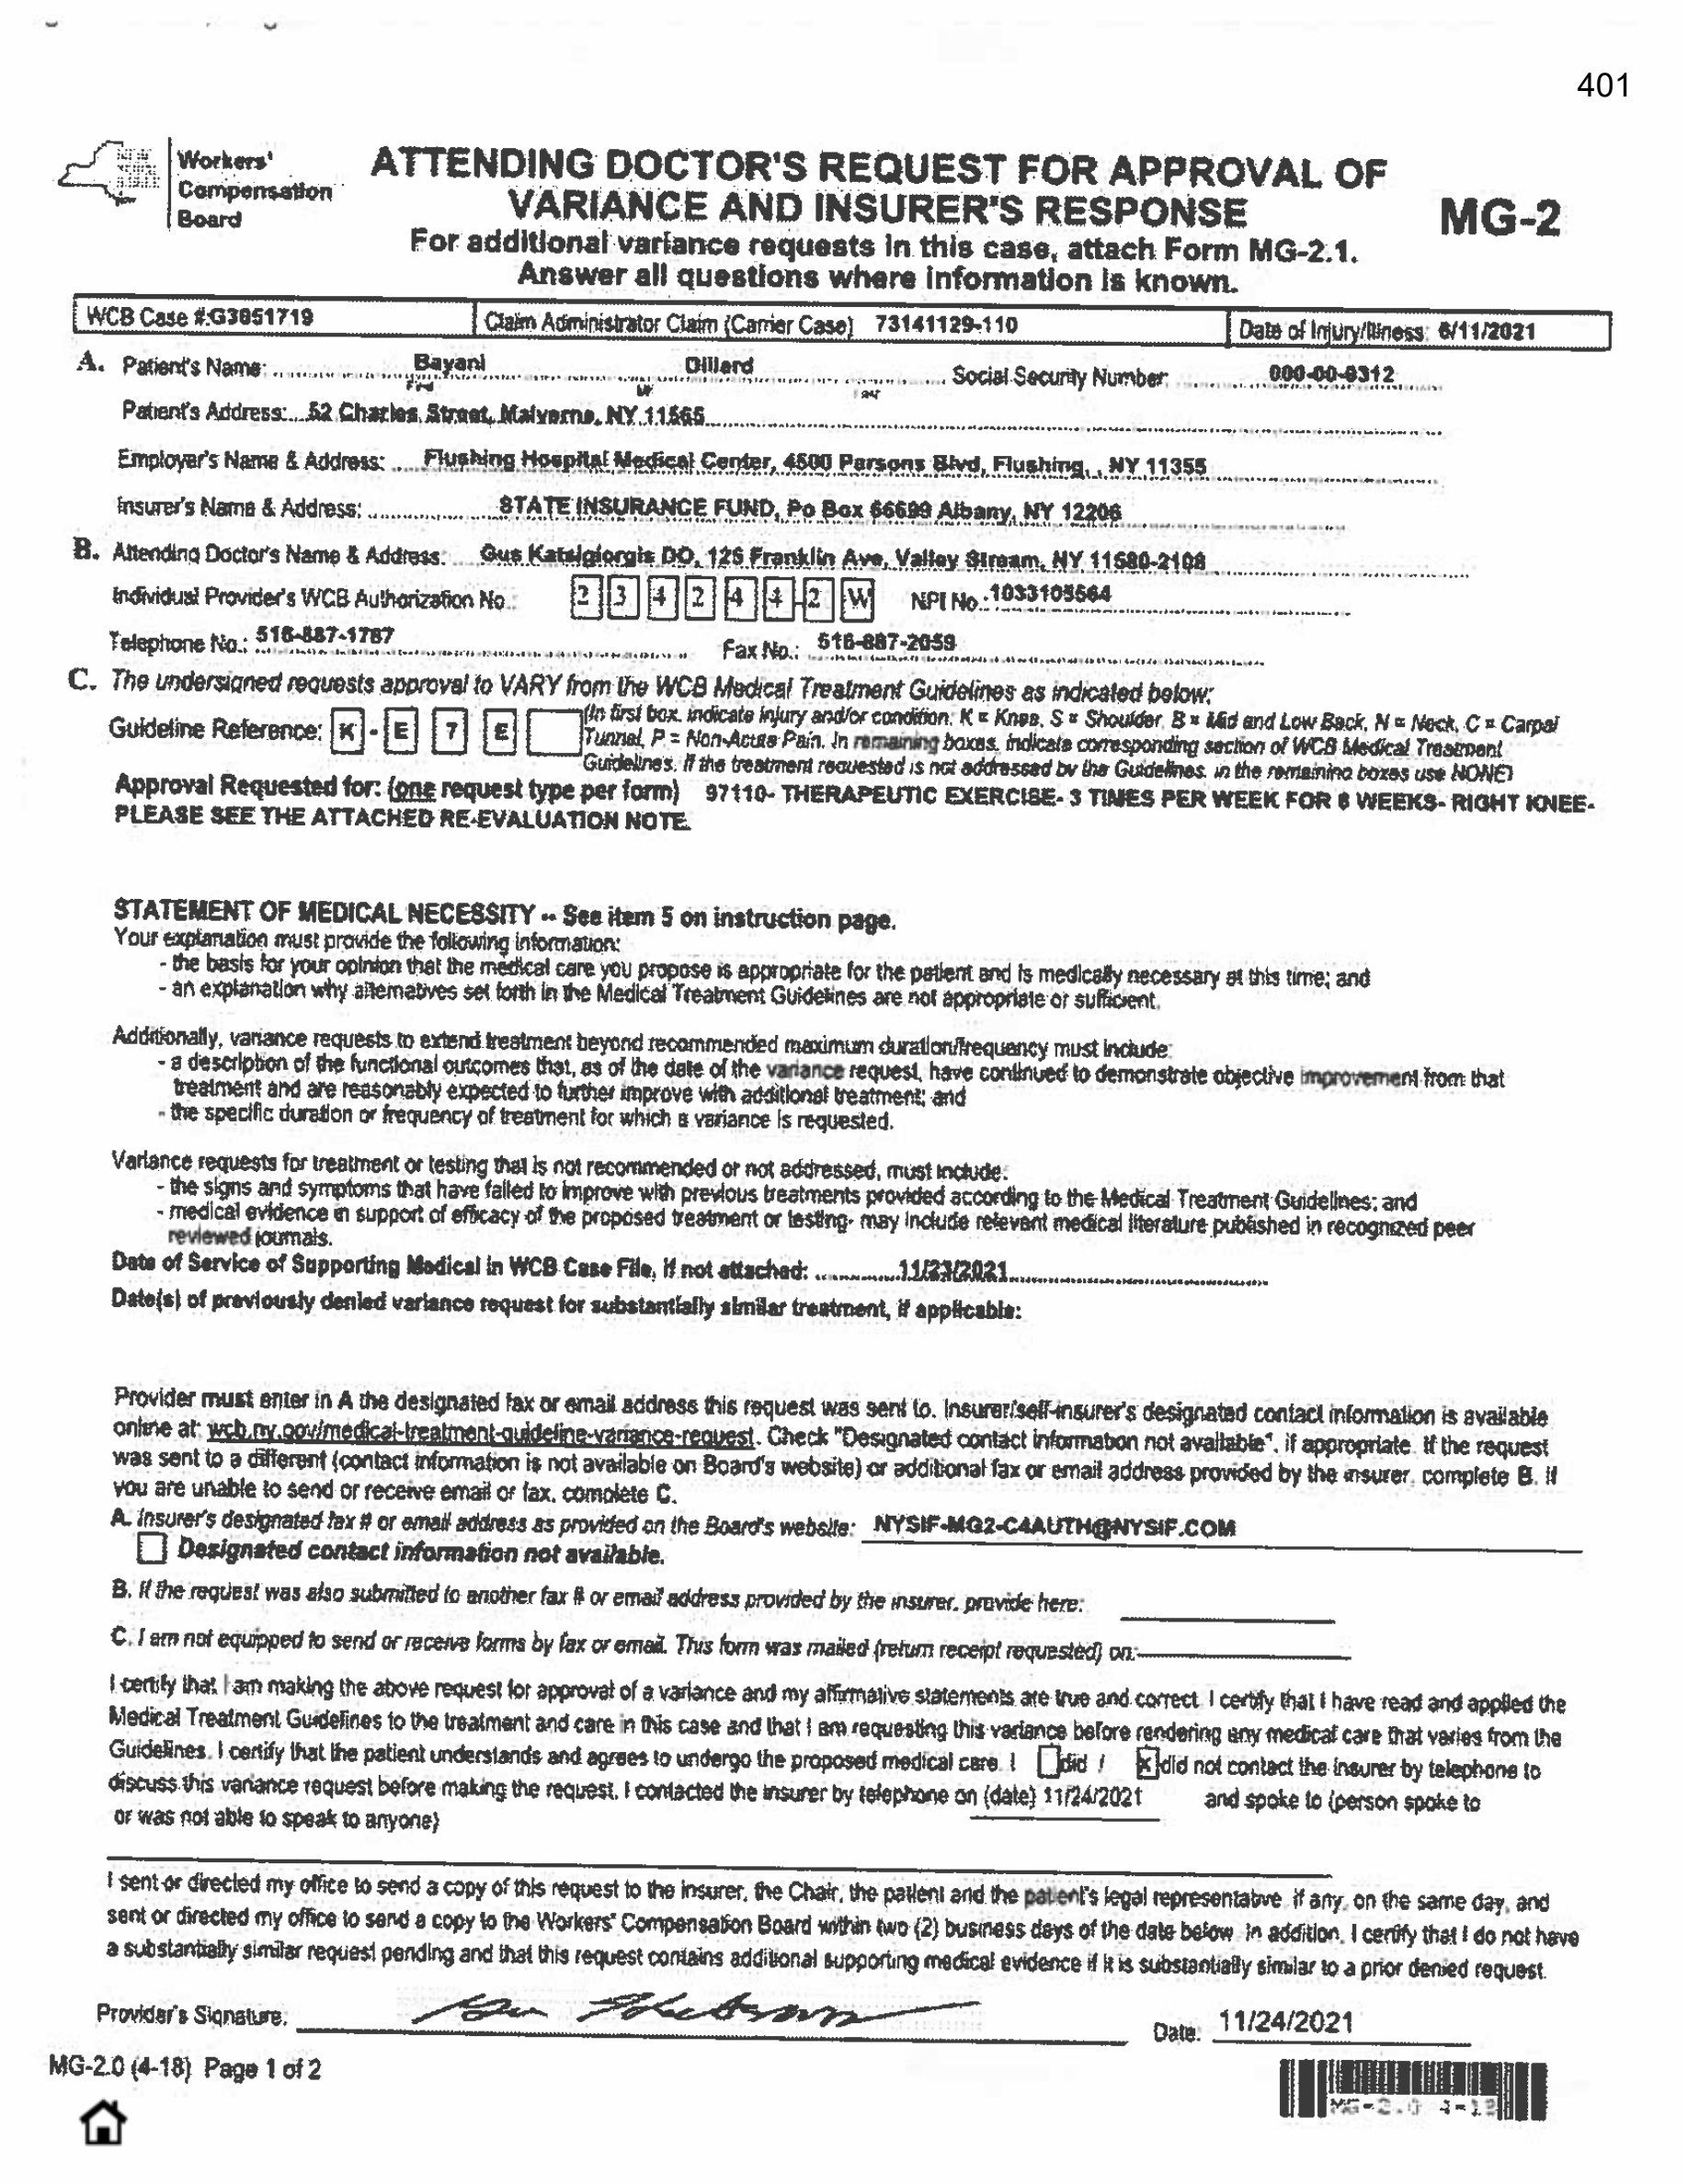 401
Workers'
Compensation
Board
ATTENDING DOCTOR'S REQUEST FOR APPROVAL OF
VARIANCE AND INSURER'S RESPONSE
MG-2
For additional variance requests in this case, attach Form MG-2.1.
Answer all questions where information is known.
WCB Case #:G3051719 Claim Administrator Claim (Carrier Case) 73141129-110 Date of Injury/Illness: 6/11/2021
A. Patient's Name: Bayani Dillard Social Security Number: 000-00-8312
First MI Last
Patient's Address: 52 Charles Street, Malverne, NY 11565
Employer's Name & Address: Flushing Hospital Medical Center, 4500 Parsons Blvd, Flushing, , NY 11355
Insurer's Name & Address: STATE INSURANCE FUND, Po Box 66699 Albany, NY 12206
B. Attending Doctor's Name & Address: Gus Katsigiorgis DO, 125 Franklin Ave, Valley Stream, NY 11580-2108
Individual Provider's WCB Authorization No.: 2 3 4 2 4 4 - 2 W NPI No.: 1033105564
Telephone No.: 516-887-1787 Fax No.: 516-887-2059
C. The undersigned requests approval to VARY from the WCB Medical Treatment Guidelines as indicated below:
Guideline Reference: K - E 7 E (In first box, indicate injury and/or condition: K = Knee, S = Shoulder, B = Mid and Low Back, N = Neck, C = Carpal
Tunnel, P = Non-Acute Pain. In remaining boxes, indicate corresponding section of WCB Medical Treatment
Guidelines. If the treatment requested is not addressed by the Guidelines, in the remaining boxes use NONE)
Approval Requested for: (one request type per form) 97110- THERAPEUTIC EXERCISE- 3 TIMES PER WEEK FOR 8 WEEKS- RIGHT KNEE-
PLEASE SEE THE ATTACHED RE-EVALUATION NOTE.
STATEMENT OF MEDICAL NECESSITY -- See item 5 on instruction page.
Your explanation must provide the following information:
- the basis for your opinion that the medical care you propose is appropriate for the patient and is medically necessary at this time; and
- an explanation why alternatives set forth in the Medical Treatment Guidelines are not appropriate or sufficient.
Additionally, variance requests to extend treatment beyond recommended maximum duration/frequency must include:
- a description of the functional outcomes that, as of the date of the variance request, have continued to demonstrate objective improvement from that
treatment and are reasonably expected to further improve with additional treatment; and
- the specific duration or frequency of treatment for which a variance is requested.
Variance requests for treatment or testing that is not recommended or not addressed, must include:
- the signs and symptoms that have failed to improve with previous treatments provided according to the Medical Treatment Guidelines; and
- medical evidence in support of efficacy of the proposed treatment or testing- may include relevant medical literature published in recognized peer
reviewed journals.
Date of Service of Supporting Medical in WCB Case File, if not attached: 11/23/2021
Date(s) of previously denied variance request for substantially similar treatment, if applicable:
Provider must enter in A the designated fax or email address this request was sent to. Insurer/self-insurer's designated contact information is available
online at: wcb.ny.gov/medical-treatment-guideline-variance-request. Check "Designated contact information not available", if appropriate. If the request
was sent to a different (contact information is not available on Board's website) or additional fax or email address provided by the insurer, complete B. If
you are unable to send or receive email or fax, complete C.
A. Insurer's designated fax # or email address as provided on the Board's website: NYSIF-MG2-C4AUTH@NYSIF.COM
Designated contact information not available.
B. If the request was also submitted to another fax # or email address provided by the insurer, provide here:
C. I am not equipped to send or receive forms by fax or email. This form was mailed (return receipt requested) on:
I certify that I am making the above request for approval of a variance and my affirmative statements are true and correct. I certify that I have read and applied the
Medical Treatment Guidelines to the treatment and care in this case and that I am requesting this variance before rendering any medical care that varies from the
Guidelines. I certify that the patient understands and agrees to undergo the proposed medical care. I did / x did not contact the insurer by telephone to
discuss this variance request before making the request. I contacted the insurer by telephone on (date) 11/24/2021 and spoke to (person spoke to
or was not able to speak to anyone)
I sent or directed my office to send a copy of this request to the insurer, the Chair, the patient and the patient's legal representative, if any, on the same day, and
sent or directed my office to send a copy to the Workers' Compensation Board within two (2) business days of the date below. In addition, I certify that I do not have
a substantially similar request pending and that this request contains additional supporting medical evidence if it is substantially similar to a prior denied request.
Provider's Signature: Date: 11/24/2021
MG-2.0 (4-18) Page 1 of 2
MG-2.0 4-18